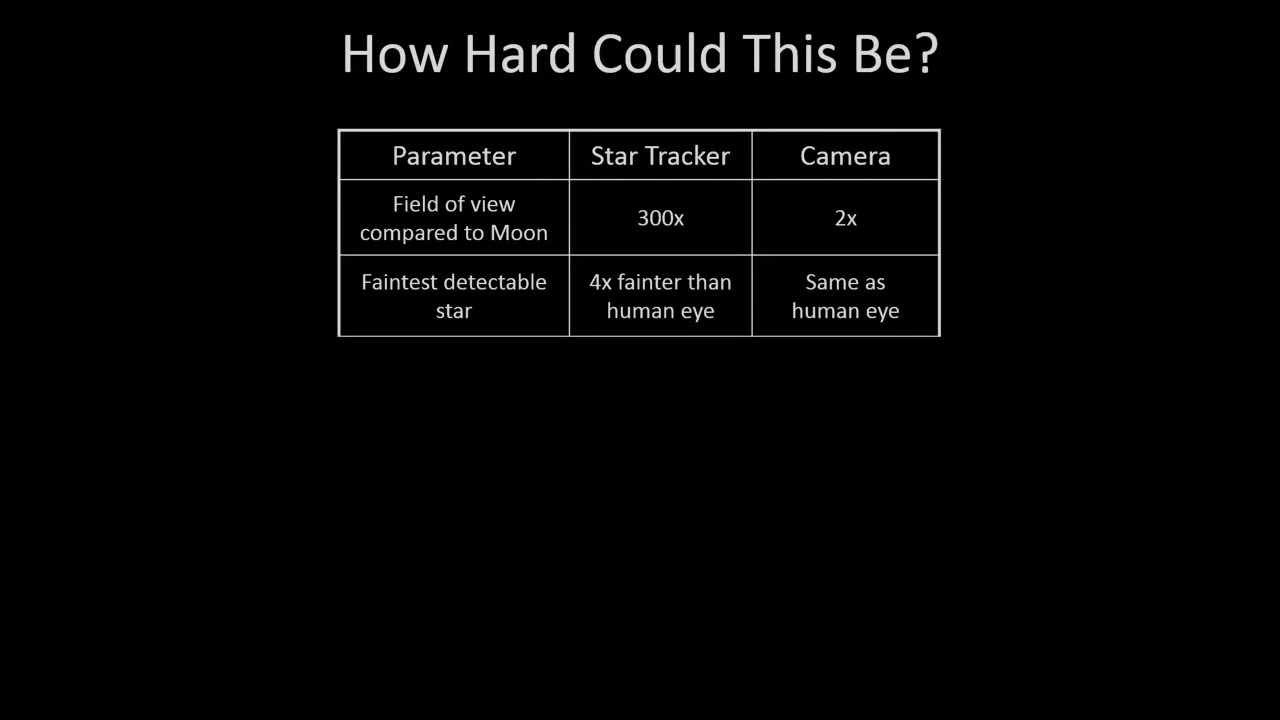 How Hard Could This Be?
Parameter
Star Tracker
Camera
Field of view
compared to Moon
300x
2x
Faintest detectable
star
4x fainter than
human eye
Same as
human eye